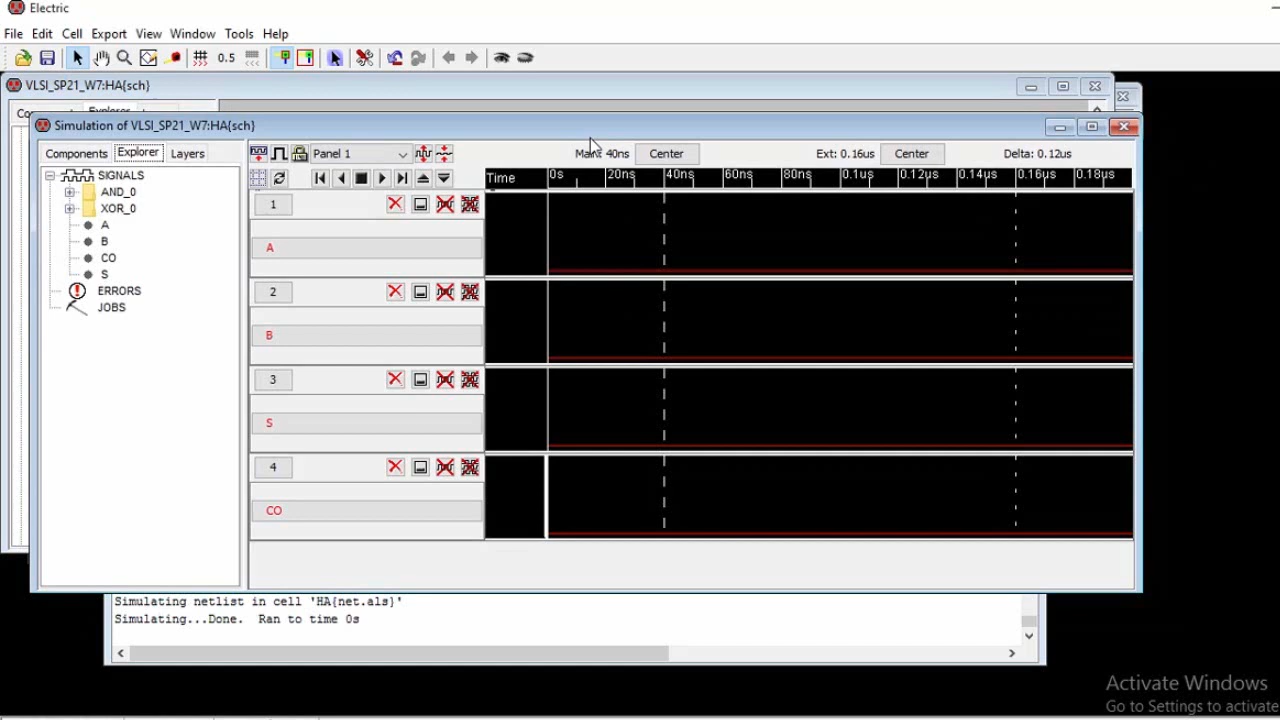 Electric
File Edit Cell Export View Window Tools Help
0.5
VLSI_SP21_W7:HA{sch}
Explorer
Simulation of VLSI_SP21_W7:HA{sch}
Components Explorer Layers
Panel 1
Main: 40ns Center Ext: 0.16us Center Delta: 0.12us
Time 0s 20ns 40ns 60ns 80ns 0.1us 0.12us 0.14us 0.16us 0.18us
SIGNALS
AND_0
XOR_0
A
B
CO
S
ERRORS
JOBS
1
A
2
B
3
S
4
CO
Simulating netlist in cell 'HA{net.als}'
Simulating...Done. Ran to time 0s
Activate Windows
Go to Settings to activate